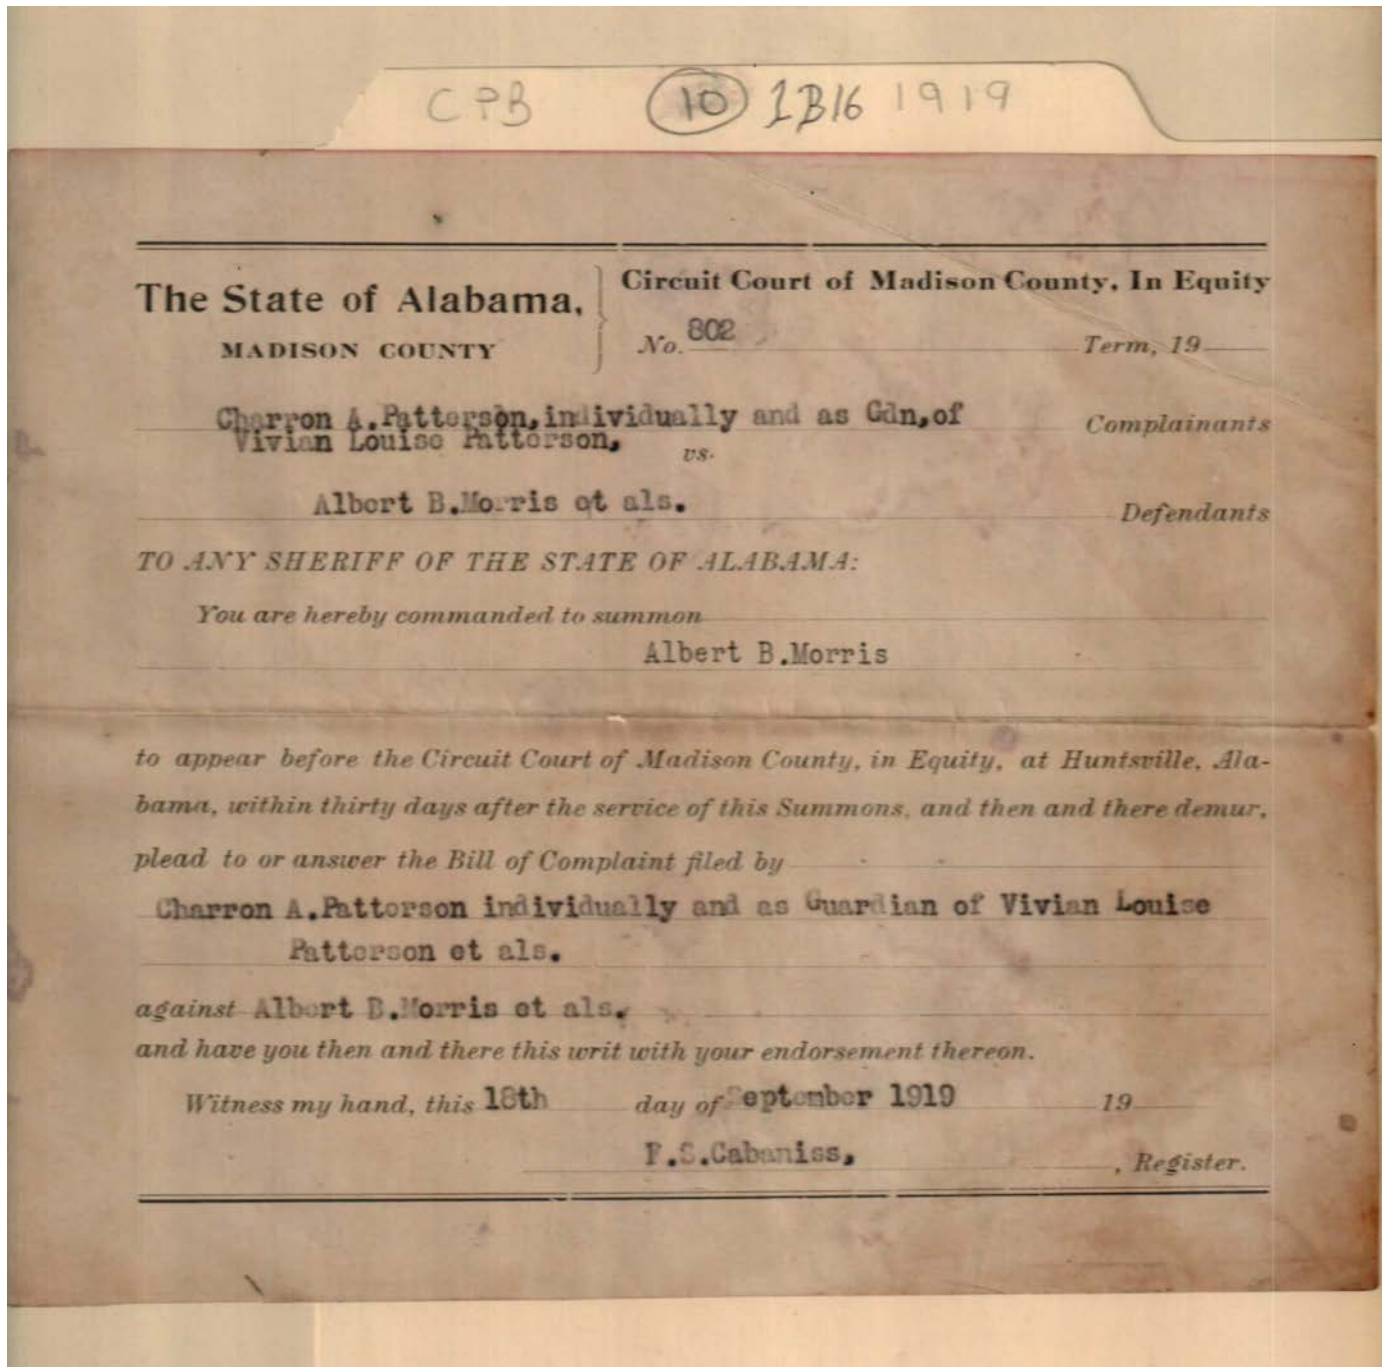 CPB 10 1B16 1919
The State of Alabama,
MADISON COUNTY
Circuit Court of Madison County, In Equity
No. 802 Term, 19
Charron A.Patterson,individually and as Gdn,of
Vivian Louise Patterson,
Complainants
vs.
Albert B.Morris et als.
Defendants
TO ANY SHERIFF OF THE STATE OF ALABAMA:
You are hereby commanded to summon
Albert B.Morris
to appear before the Circuit Court of Madison County, in Equity, at Huntsville, Ala-
bama, within thirty days after the service of this Summons, and then and there demur,
plead to or answer the Bill of Complaint filed by
Charron A.Patterson individually and as Guardian of Vivian Louise
Patterson et als.
against Albert B.Morris et als.
and have you then and there this writ with your endorsement thereon.
Witness my hand, this 18th day of September 1919 19
F.S.Cabaniss,
, Register.